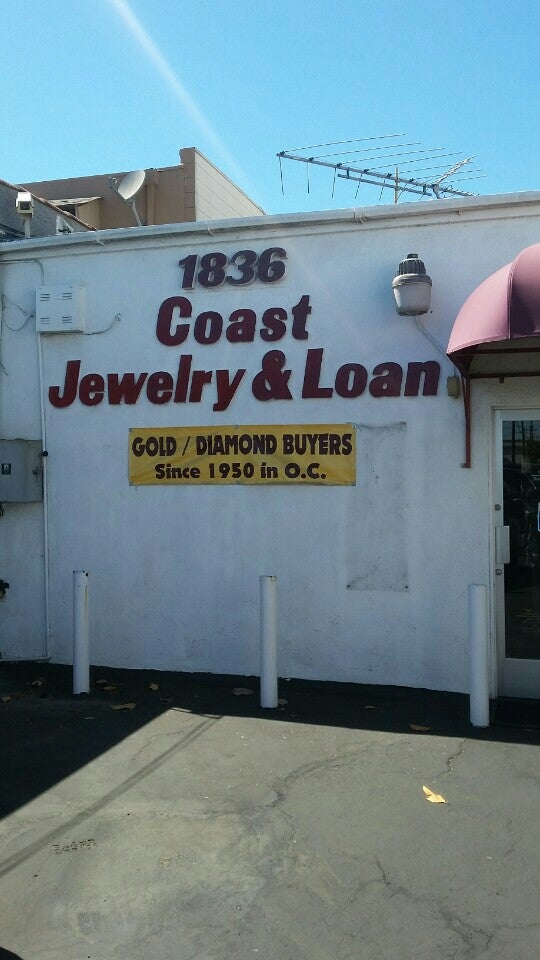 1836
Coast
Jewelry & Loan
GOLD / DIAMOND BUYERS
Since 1950 in O.C.